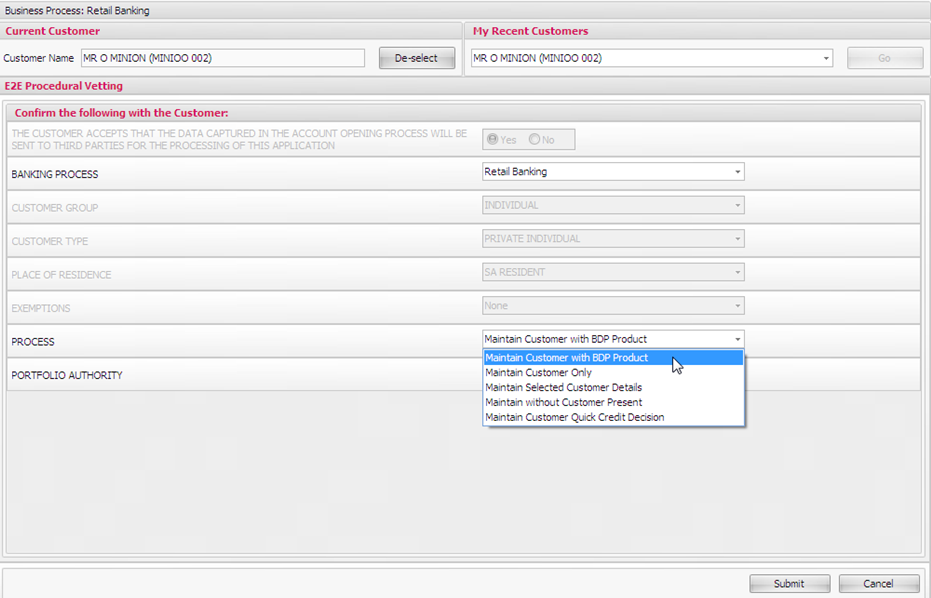 Business Process: Retail Banking
Current Customer
My Recent Customers
Customer Name
MR O MINION (MINIOO 002)
De-select
MR O MINION (MINIOO 002)
Go
E2E Procedural Vetting
Confirm the following with the Customer:
THE CUSTOMER ACCEPTS THAT THE DATA CAPTURED IN THE ACCOUNT OPENING PROCESS WILL BE
SENT TO THIRD PARTIES FOR THE PROCESSING OF THIS APPLICATION
Yes
No
BANKING PROCESS
Retail Banking
CUSTOMER GROUP
INDIVIDUAL
CUSTOMER TYPE
PRIVATE INDIVIDUAL
PLACE OF RESIDENCE
SA RESIDENT
EXEMPTIONS
None
PROCESS
Maintain Customer with BDP Product
Maintain Customer with BDP Product
Maintain Customer Only
PORTFOLIO AUTHORITY
Maintain Selected Customer Details
Maintain without Customer Present
Maintain Customer Quick Credit Decision
Submit
Cancel